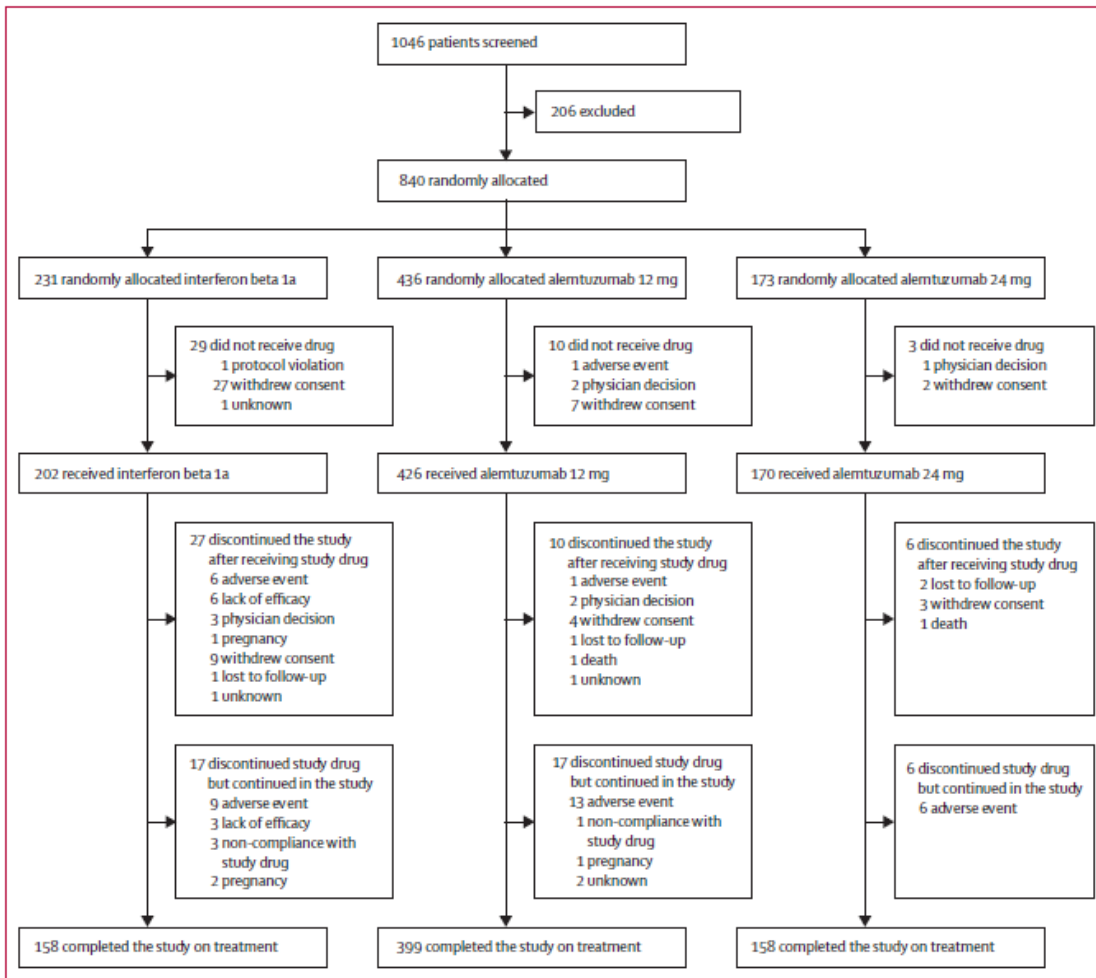 1046 patients screened
206 excluded
840 randomly allocated
231 randomly allocated interferon beta 1a
436 randomly allocated alemtuzumab 12 mg
173 randomly allocated alemtuzumab 24 mg
29 did not receive drug
1 protocol violation
27 withdrew consent
1 unknown
10 did not receive drug
1 adverse event
2 physician decision
7 withdrew consent
3 did not receive drug
1 physician decision
2 withdrew consent
202 received interferon beta 1a
426 received alemtuzumab 12 mg
170 received alemtuzumab 24 mg
27 discontinued the study
after receiving study drug
6 adverse event
6 lack of efficacy
3 physician decision
1 pregnancy
9 withdrew consent
1 lost to follow-up
1 unknown
10 discontinued the study
after receiving study drug
1 adverse event
2 physician decision
4 withdrew consent
1 lost to follow-up
1 death
1 unknown
6 discontinued the study
after receiving study drug
2 lost to follow-up
3 withdrew consent
1 death
17 discontinued study drug
but continued in the study
9 adverse event
3 lack of efficacy
3 non-compliance with
study drug
2 pregnancy
17 discontinued study drug
but continued in the study
13 adverse event
1 non-compliance with
study drug
1 pregnancy
2 unknown
6 discontinued study drug
but continued in the study
6 adverse event
158 completed the study on treatment
399 completed the study on treatment
158 completed the study on treatment